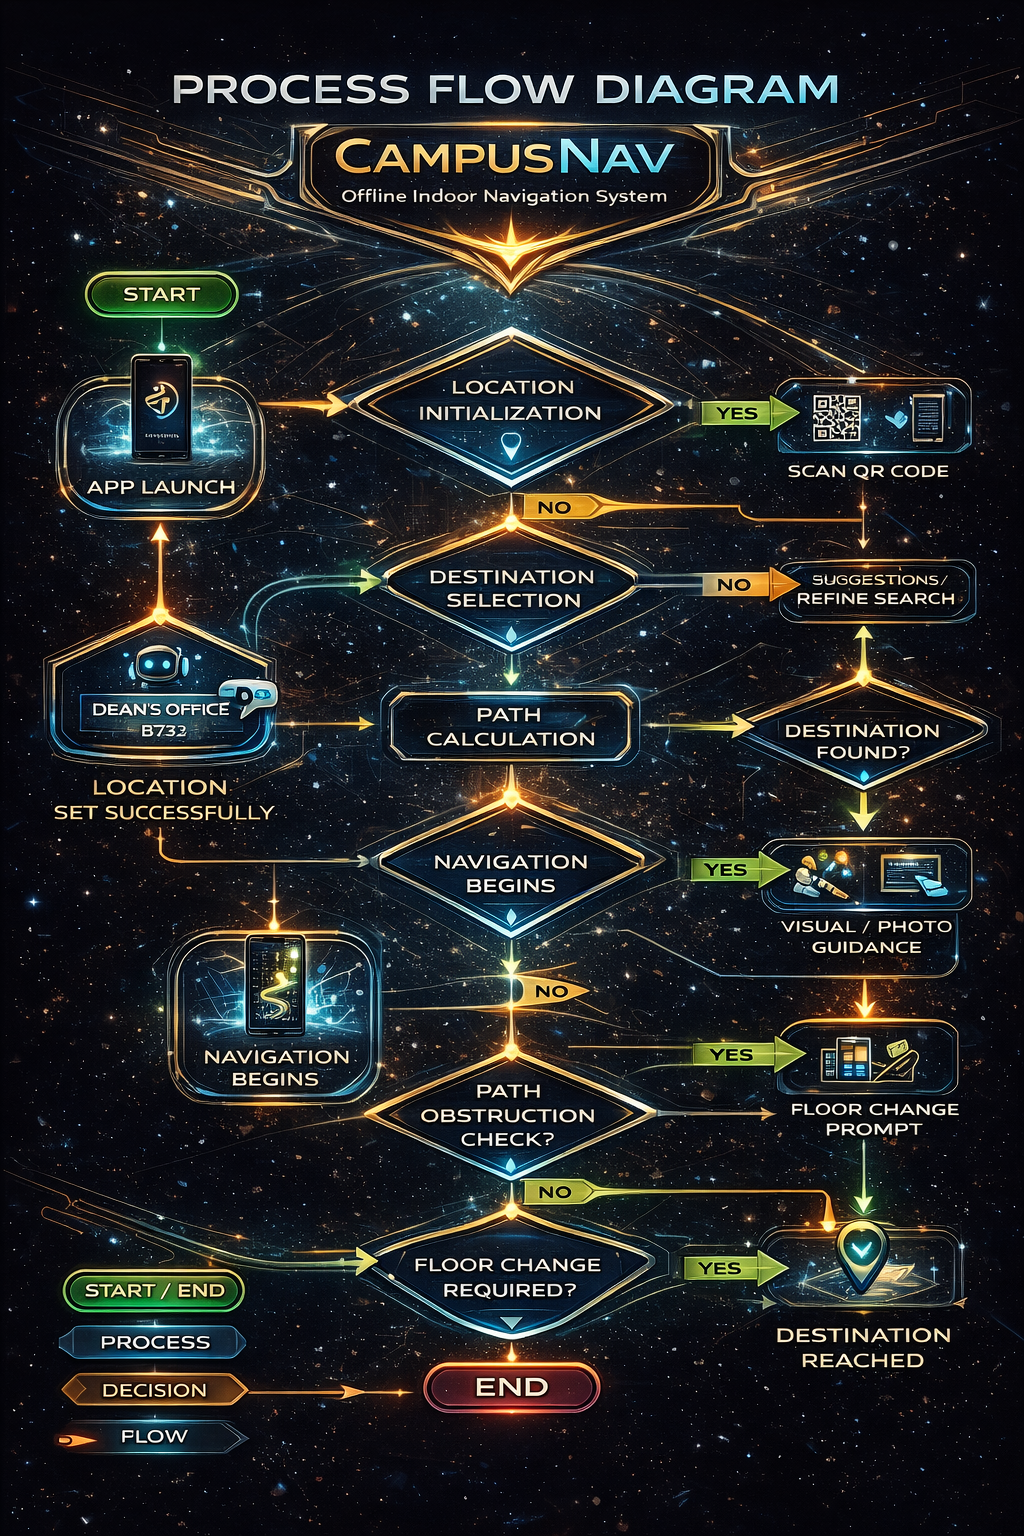 PROCESS FLOW DIAGRAM
CAMPUSNAV
Offline Indoor Navigation System
START
APP LAUNCH
LOCATION
INITIALIZATION
YES
SCAN QR CODE
NO
DESTINATION
SELECTION
NO
SUGGESTIONS/
REFINE SEARCH
DEAN'S OFFICE
B732
LOCATION
SET SUCCESSFULLY
PATH
CALCULATION
DESTINATION
FOUND?
NAVIGATION
BEGINS
YES
VISUAL / PHOTO
GUIDANCE
NAVIGATION
BEGINS
NO
YES
FLOOR CHANGE
PROMPT
PATH
OBSTRUCTION
CHECK?
NO
FLOOR CHANGE
REQUIRED?
YES
DESTINATION
REACHED
START / END
PROCESS
DECISION
FLOW
END